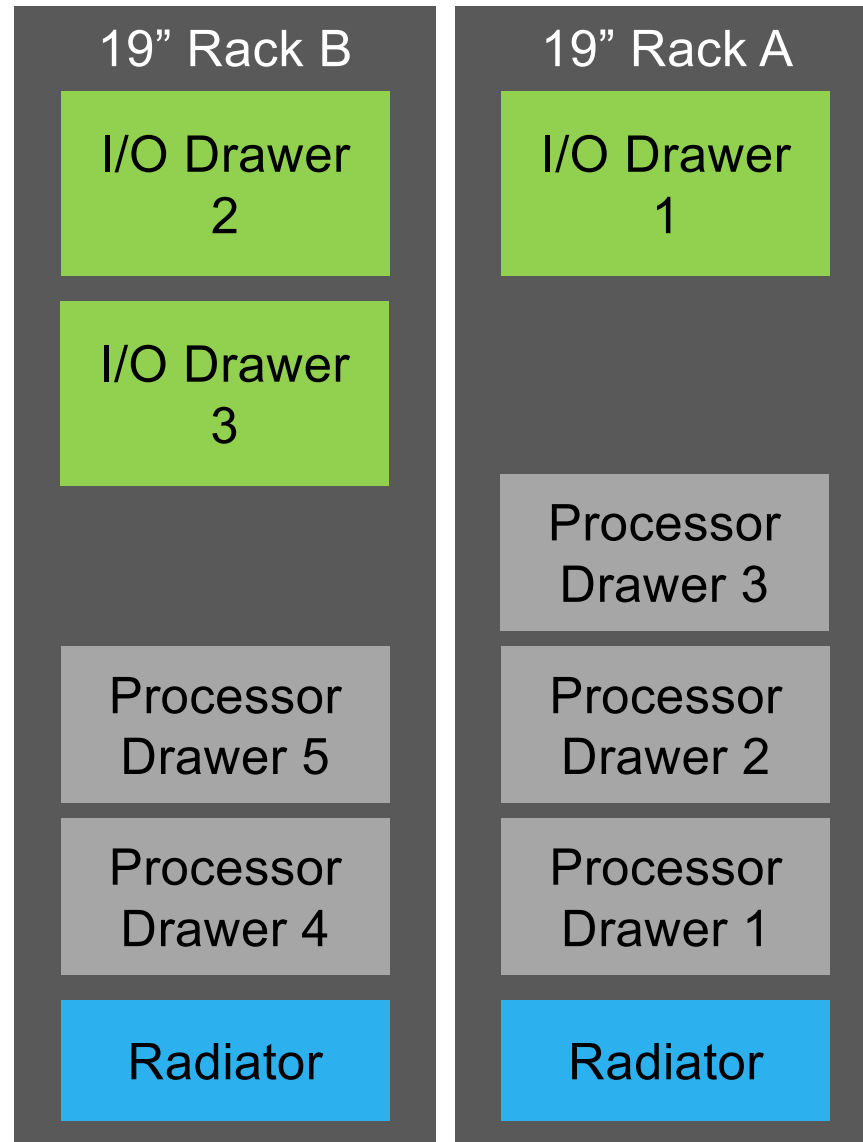 19” Rack B
I/O Drawer
2
I/O Drawer
3
Processor
Drawer 5
Processor
Drawer 4
Radiator
19” Rack A
I/O Drawer
1
Processor
Drawer 3
Processor
Drawer 2
Processor
Drawer 1
Radiator